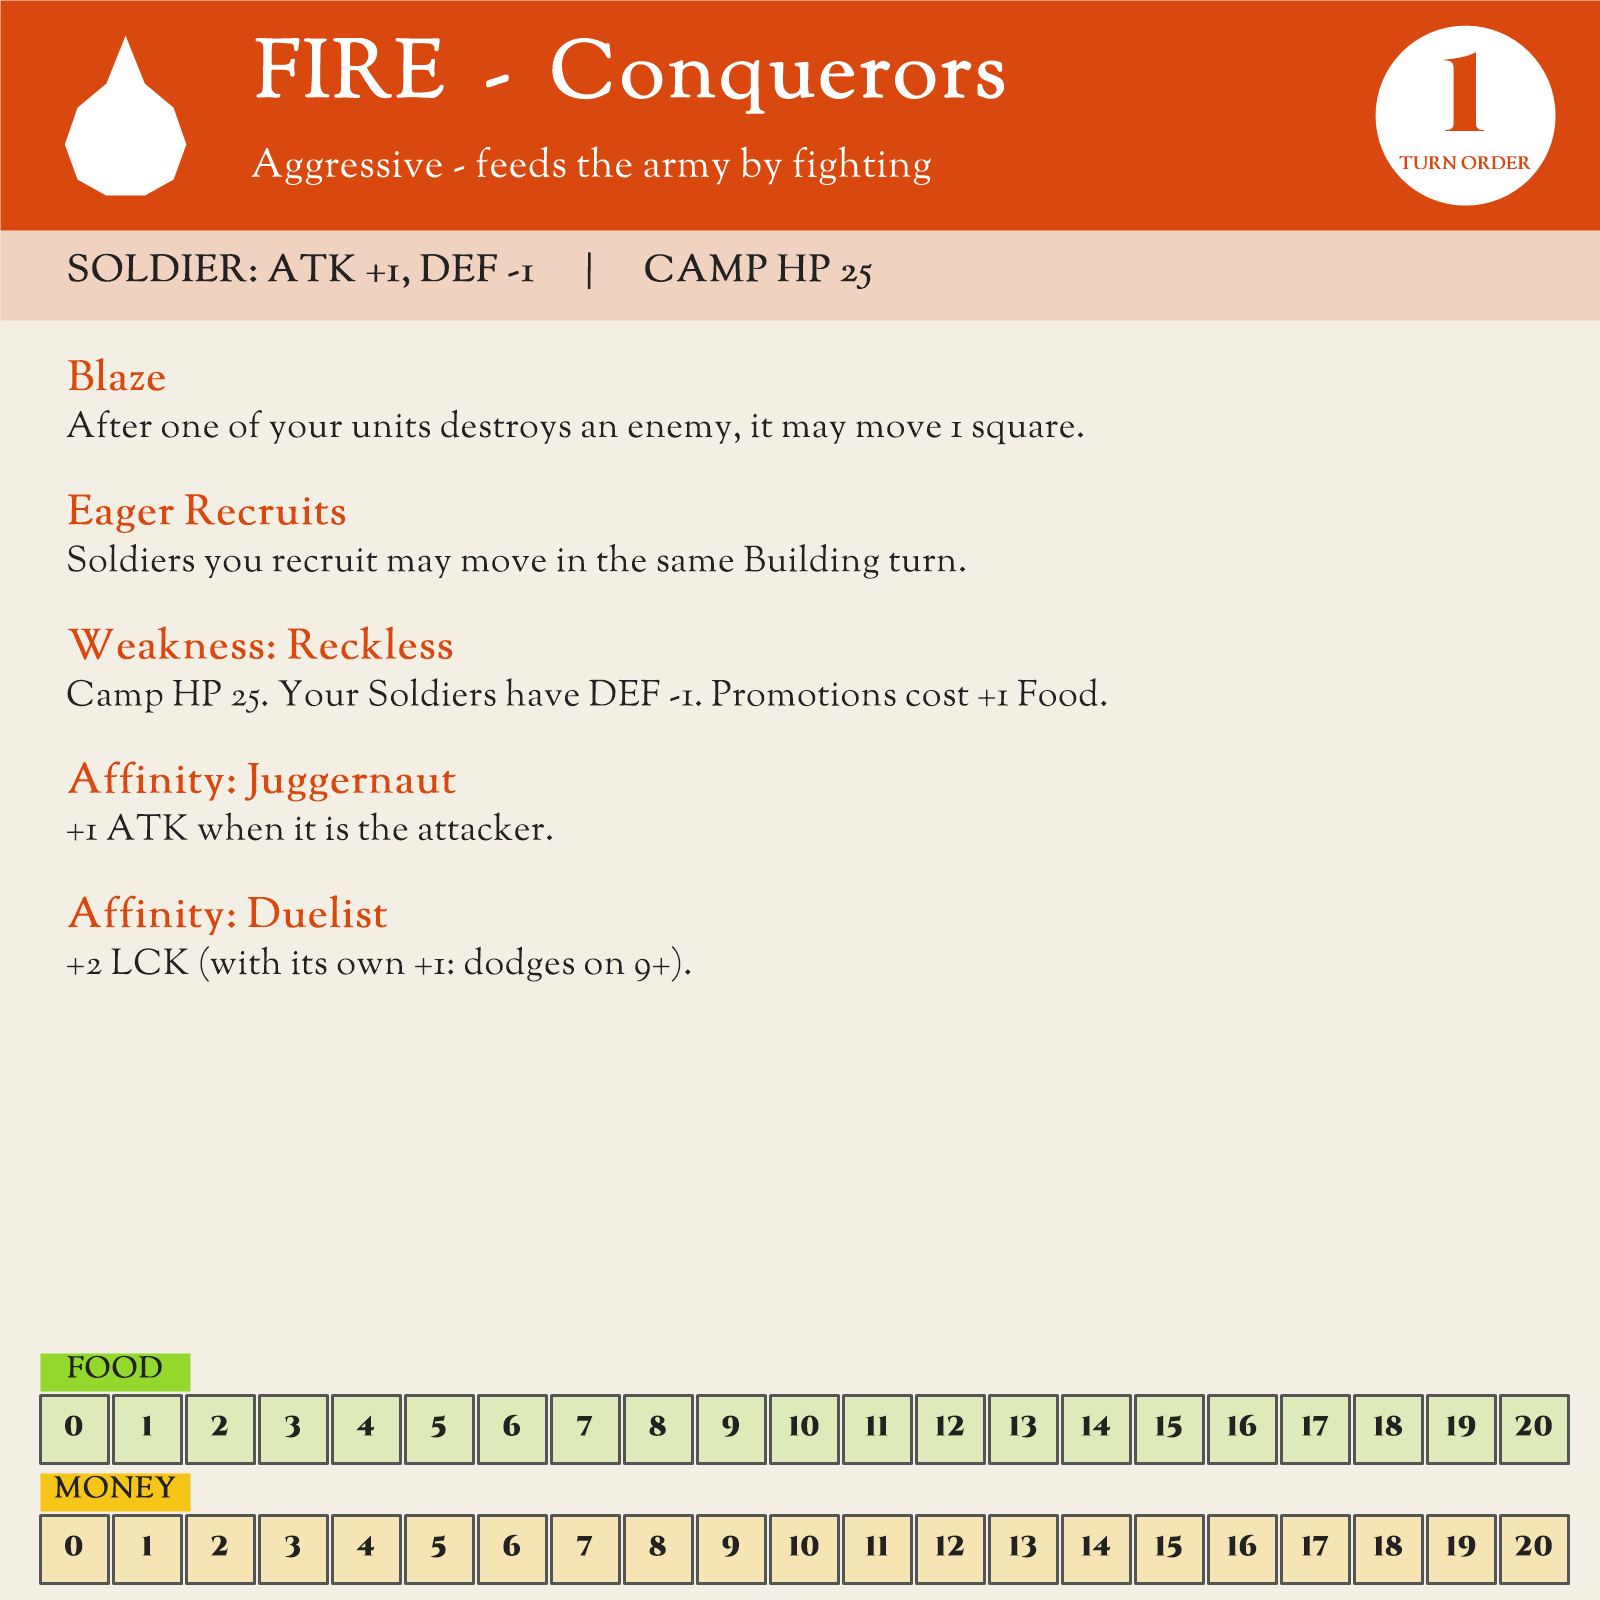 FIRE - Conquerors
Aggressive - feeds the army by fighting
1
TURN ORDER
SOLDIER: ATK +1, DEF -1 | CAMP HP 25
Blaze
After one of your units destroys an enemy, it may move 1 square.
Eager Recruits
Soldiers you recruit may move in the same Building turn.
Weakness: Reckless
Camp HP 25. Your Soldiers have DEF -1. Promotions cost +1 Food.
Affinity: Juggernaut
+1 ATK when it is the attacker.
Affinity: Duelist
+2 LCK (with its own +1: dodges on 9+).
FOOD
0 1 2 3 4 5 6 7 8 9 10 11 12 13 14 15 16 17 18 19 20
MONEY
0 1 2 3 4 5 6 7 8 9 10 11 12 13 14 15 16 17 18 19 20